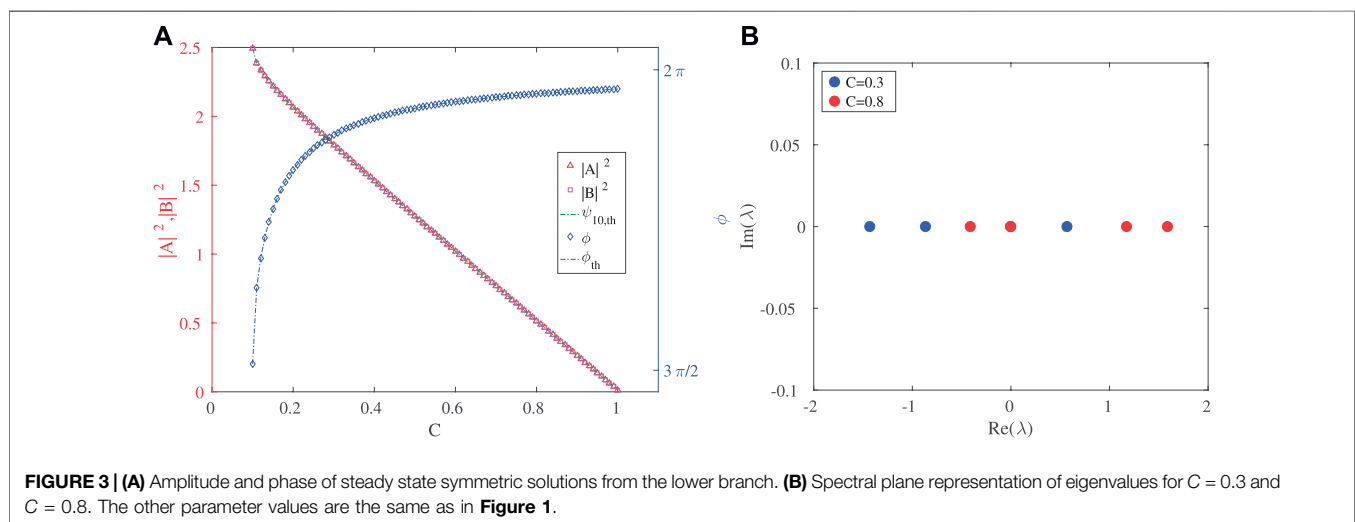 A
B
2.5
2
1.5
1
0.5
0
|A| ²,|B| ²
0
0.2
0.4
0.6
0.8
1
C
2 π
3 π/2
ϕ
|A| ²
|B| ²
ψ10,th
ϕ
ϕth
0.1
0.05
0
-0.05
-0.1
Im(λ)
-2
-1
0
1
2
Re(λ)
C=0.3
C=0.8
FIGURE 3 | (A) Amplitude and phase of steady state symmetric solutions from the lower branch. (B) Spectral plane representation of eigenvalues for C = 0.3 and
C = 0.8. The other parameter values are the same as in Figure 1.